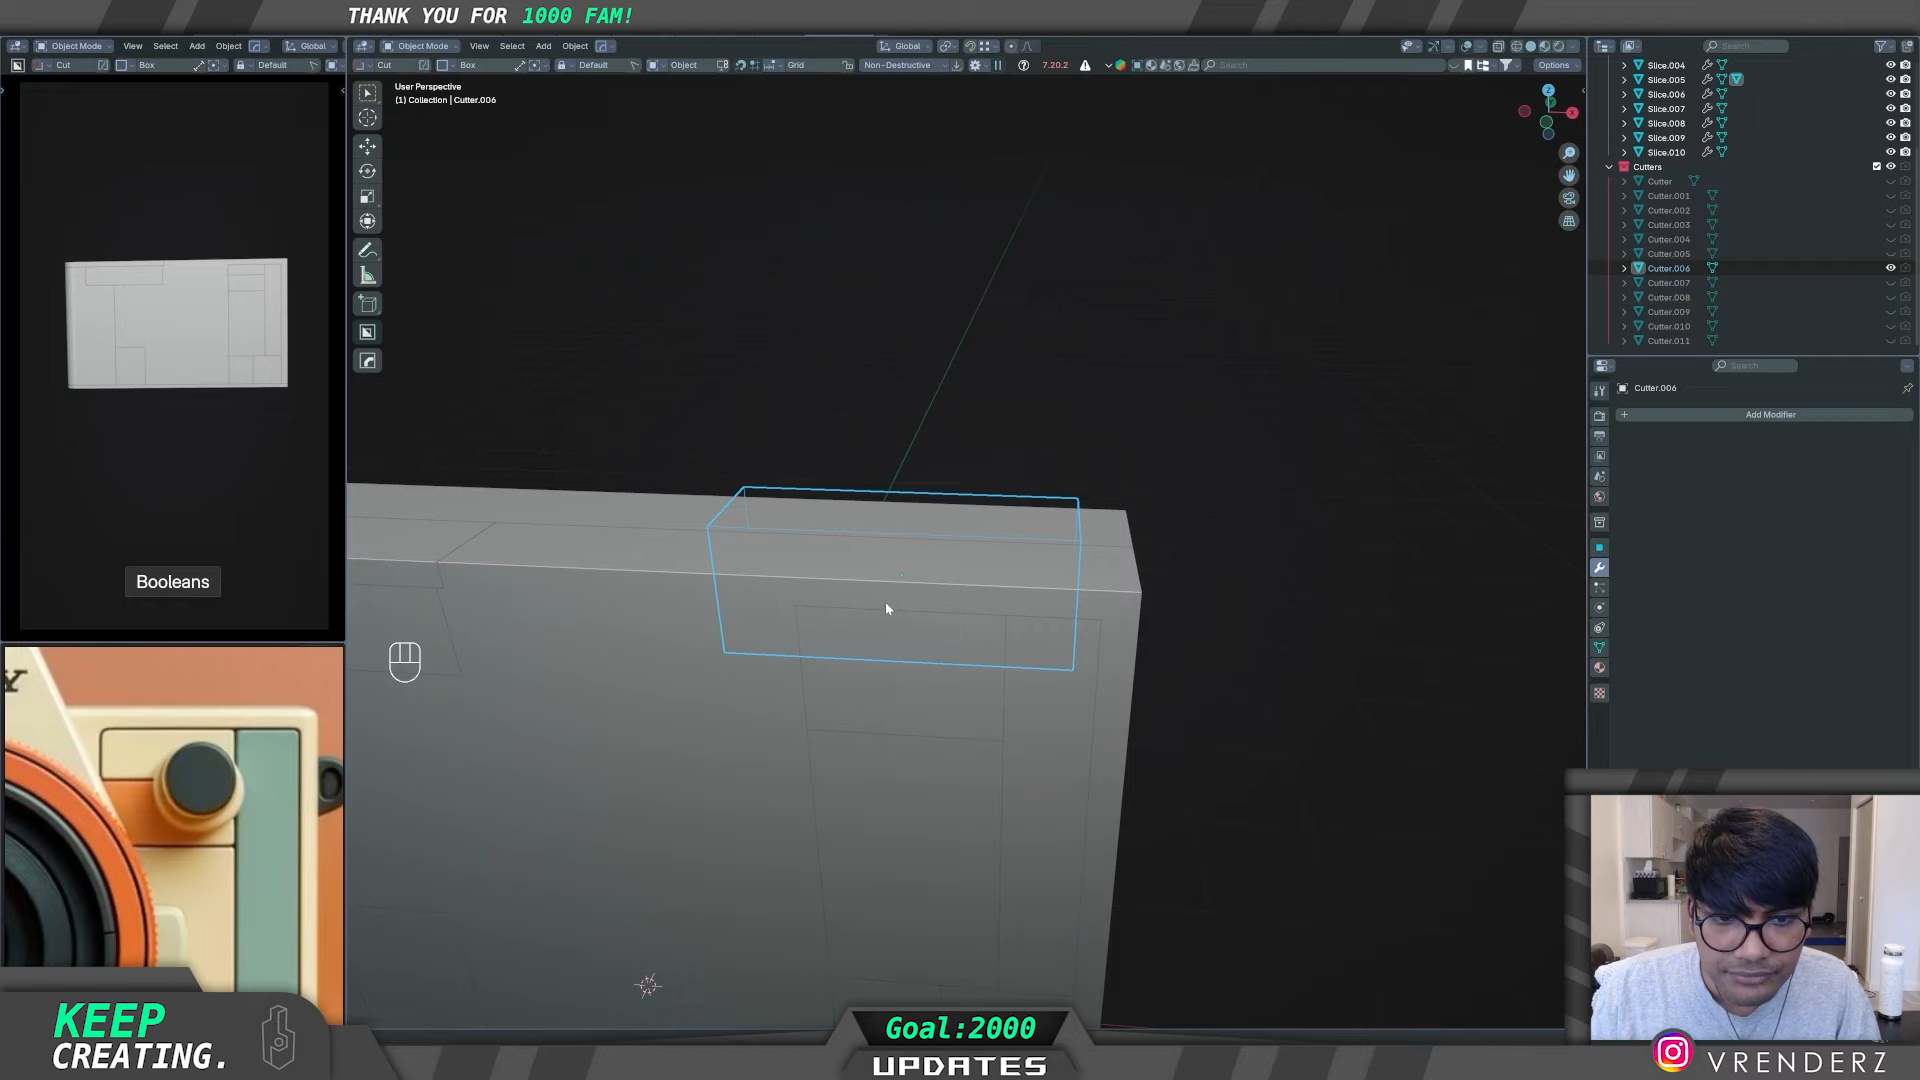 THANK YOU FOR 1000 FAM!
Object Mode View Select Add Object Global
Object Mode View Select Add Object Global
Cut Box Default
Cut Box Default Object Grid Non-Destructive 7.20.2 Search Options
User Perspective
(1) Collection | Cutter.006
Z
X
Search
Slice.004
Slice.005
Slice.006
Slice.007
Slice.008
Slice.009
Slice.010
Cutters
Cutter
Cutter.001
Cutter.002
Cutter.003
Cutter.004
Cutter.005
Cutter.006
Cutter.007
Cutter.008
Cutter.009
Cutter.010
Cutter.011
Search
Cutter.006
Add Modifier
Booleans
Y
KEEP
CREATING.
Goal:2000
UPDATES
VRENDERZ